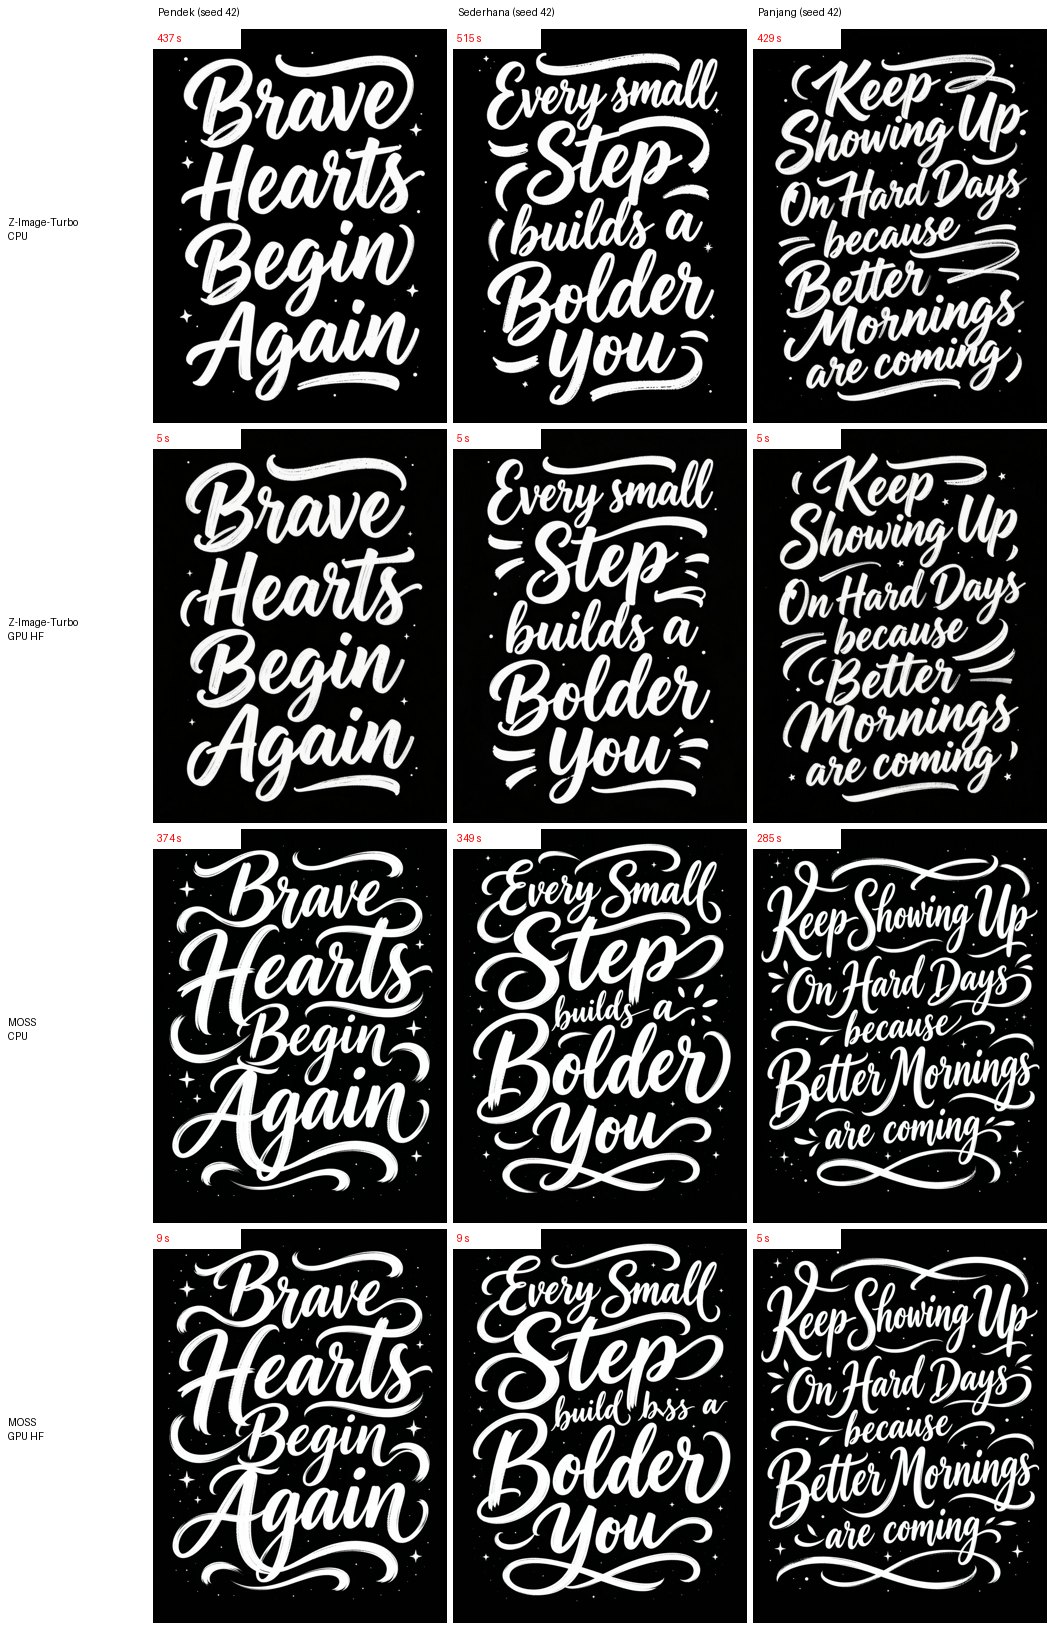 Pendek (seed 42)
Sederhana (seed 42)
Panjang (seed 42)
Z-Image-Turbo
CPU
437 s
Brave
Hearts
Begin
Again
515 s
Every small
Step
builds a
Bolder
you
429 s
Keep
Showing Up
On Hard Days
because
Better
Mornings
are coming
Z-Image-Turbo
GPU HF
5 s
Brave
Hearts
Begin
Again
5 s
Every small
Step
builds a
Bolder
you
5 s
Keep
Showing Up
On Hard Days
because
Better
Mornings
are coming
MOSS
CPU
374 s
Brave
Hearts
Begin
Again
349 s
Every Small
Step
builds a
Bolder
you
285 s
Keep Showing Up
On Hard Days
because
Better Mornings
are coming
MOSS
GPU HF
9 s
Brave
Hearts
Begin
Again
9 s
Every Small
Step
build bss a
Bolder
you
5 s
Keep Showing Up
On Hard Days
because
Better Mornings
are coming